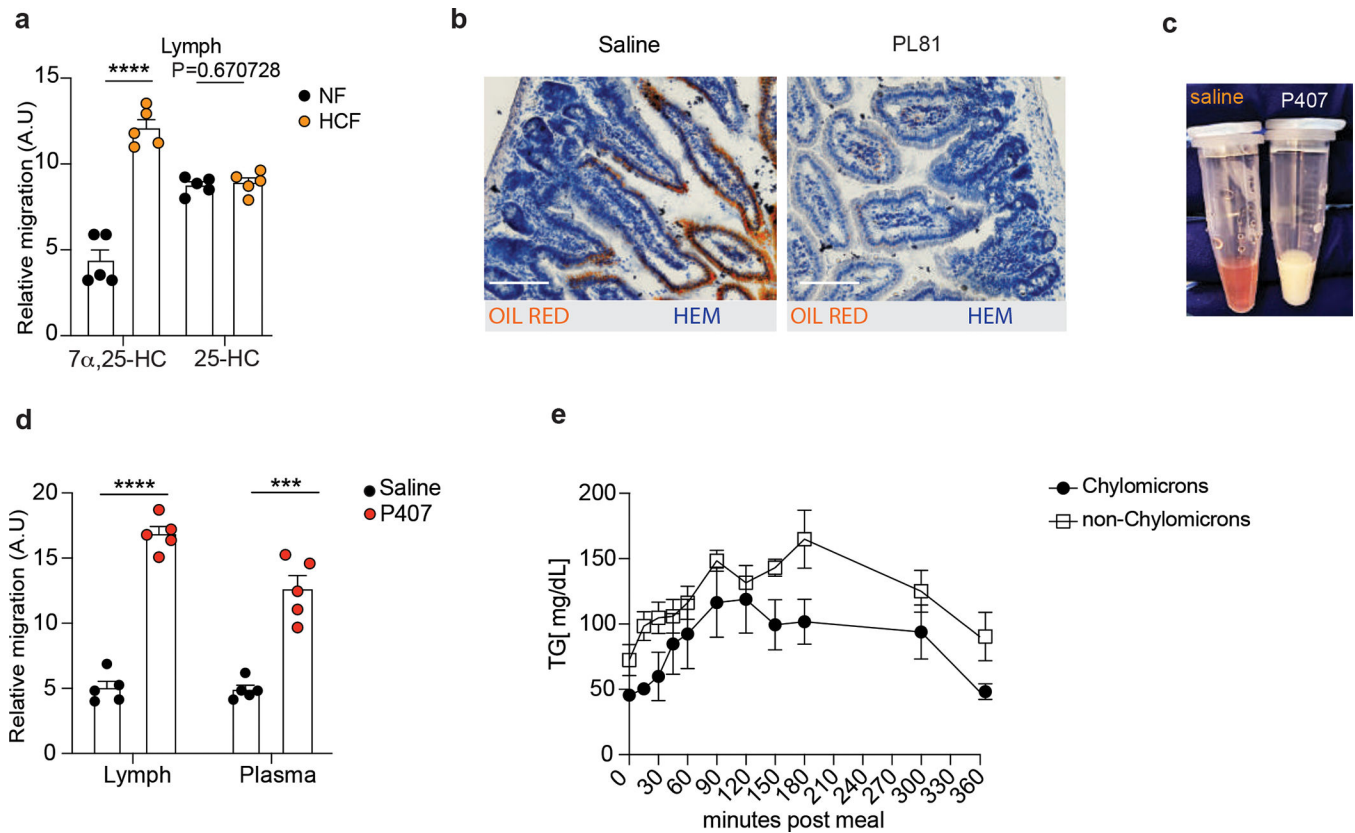 a
Lymph
**** P=0.670728
15
10
5
0
Relative migration (A.U)
7α,25-HC 25-HC
NF
HCF
b
Saline PL81
OIL RED HEM OIL RED HEM
c
saline P407
d
20
15
10
5
0
Relative migration (A.U)
**** ***
Lymph Plasma
Saline
P407
e
200
150
100
50
0
TG[ mg/dL]
0 30 60 90 120 150 180 210 240 270 300 330 360
minutes post meal
Chylomicrons
non-Chylomicrons